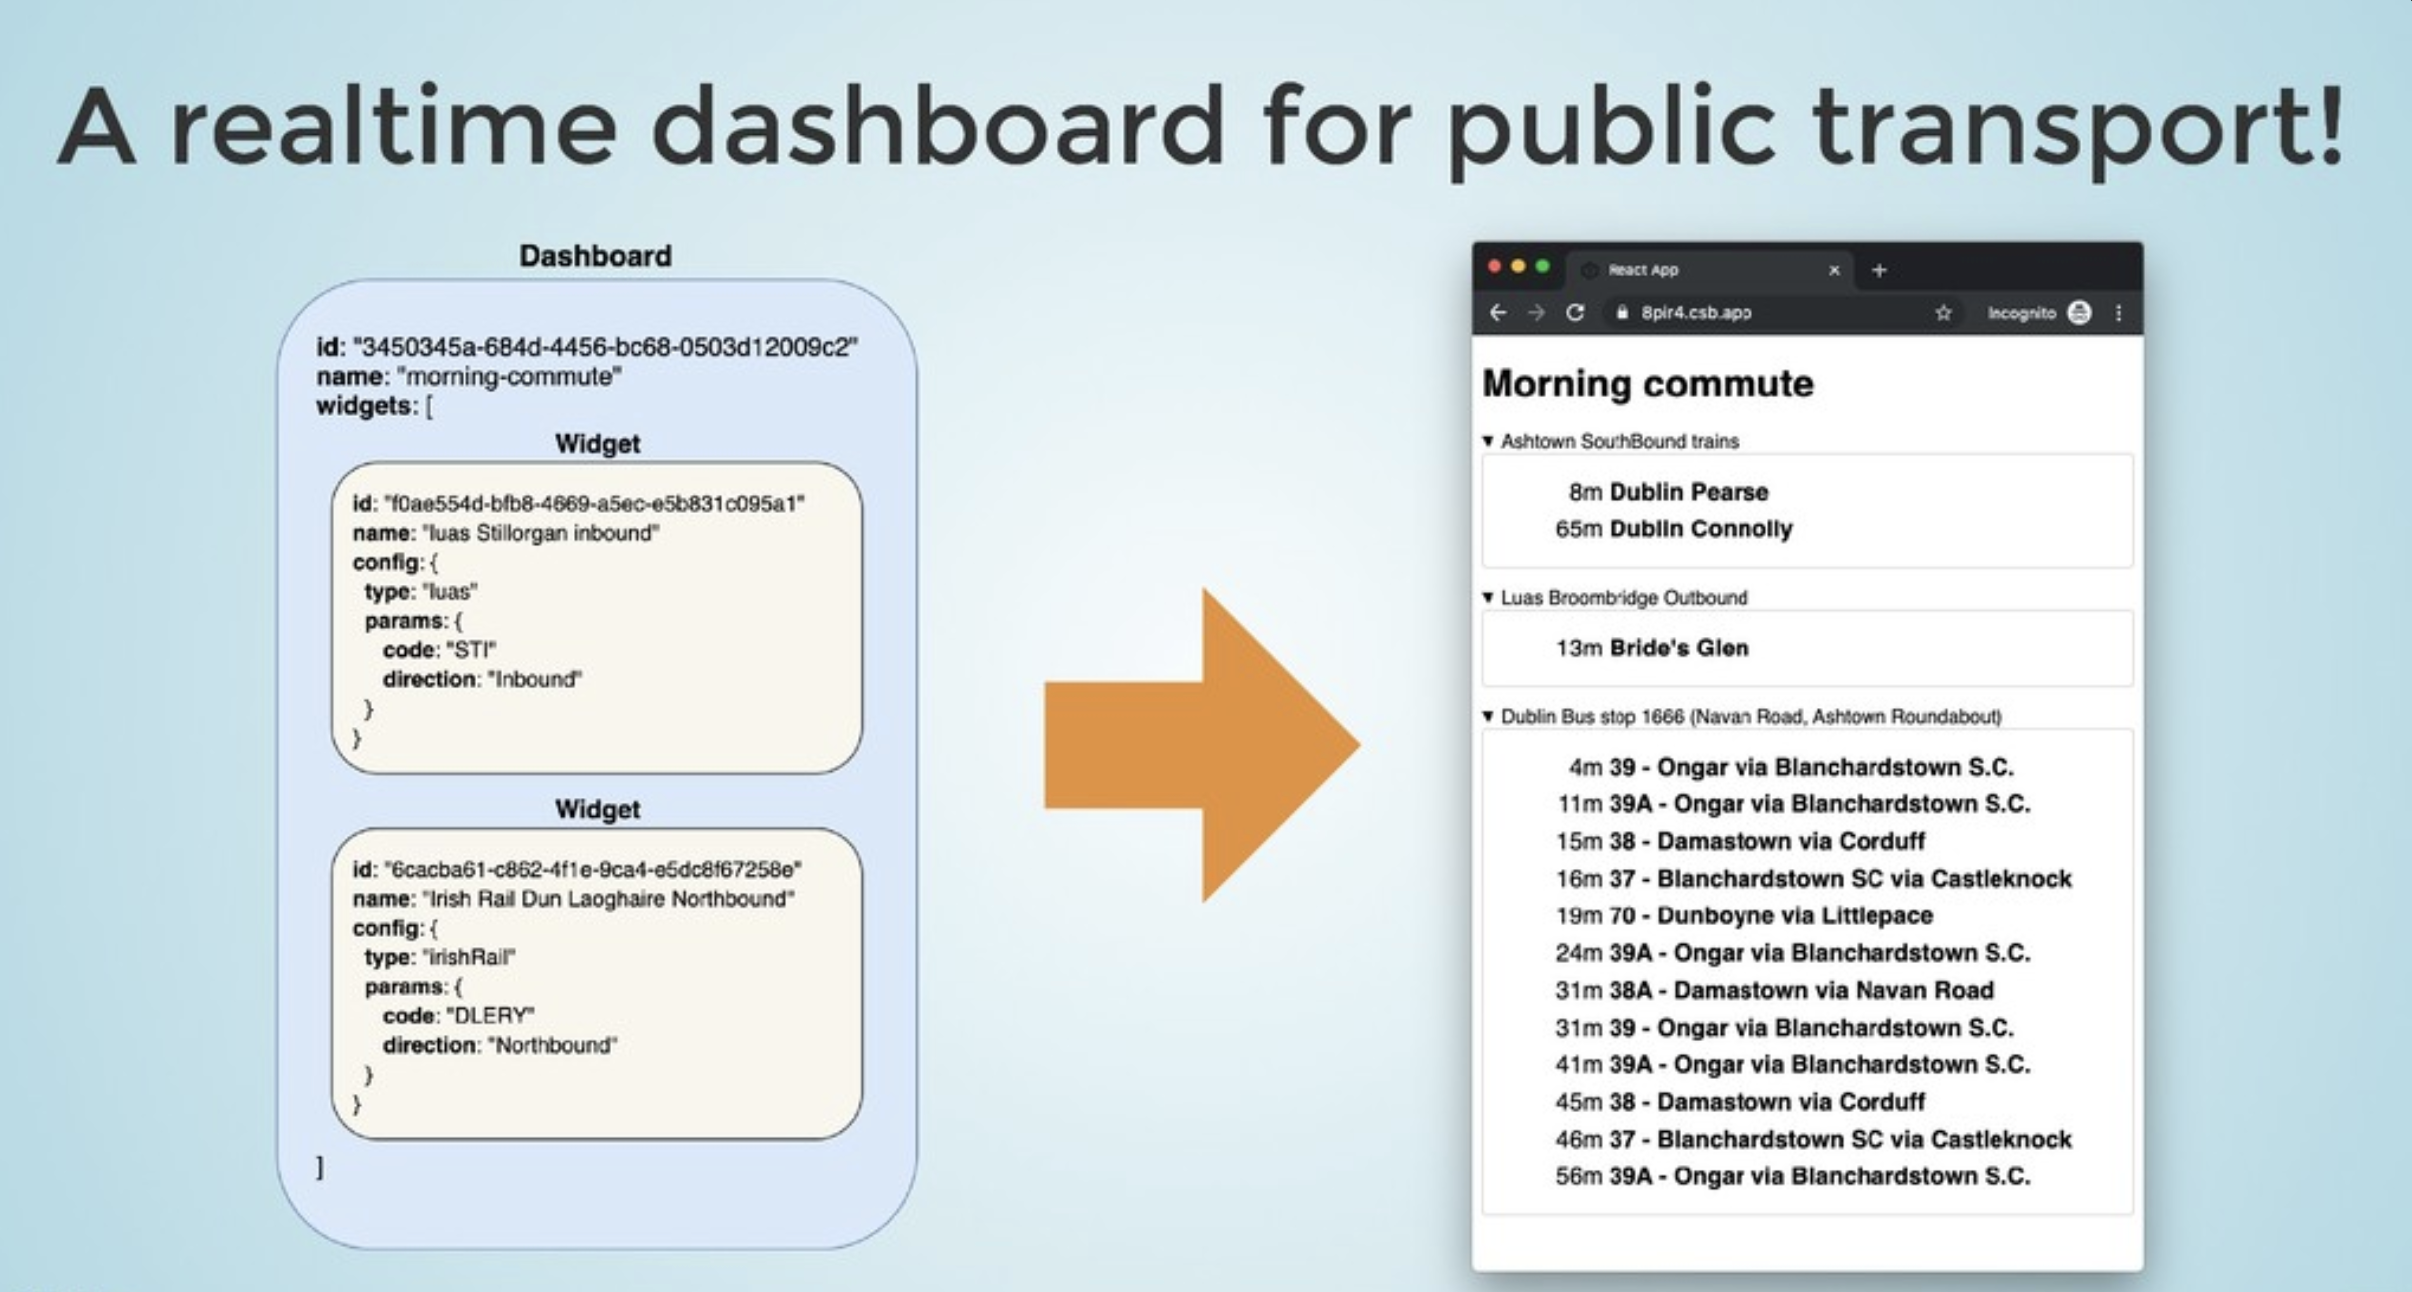 A realtime dashboard for public transport!
Dashboard
id: "3450345a-684d-4456-bc68-0503d12009c2"
name: "morning-commute"
widgets: [
Widget
id: "f0ae554d-bfb8-4669-a5ec-e5b831c095a1"
name: "luas Stillorgan inbound"
config: {
type: "luas"
params: {
code: "STI"
direction: "Inbound"
}
}
Widget
id: "6cacba61-c862-4f1e-9ca4-e5dc8f67258e"
name: "Irish Rail Dun Laoghaire Northbound"
config: {
type: "irishRail"
params: {
code: "DLERY"
direction: "Northbound"
}
}
]
React App
8pir4.csb.app
Incognito
Morning commute
▼ Ashtown SouthBound trains
8m Dublin Pearse
65m Dublin Connolly
▼ Luas Broombridge Outbound
13m Bride's Glen
▼ Dublin Bus stop 1666 (Navan Road, Ashtown Roundabout)
4m 39 - Ongar via Blanchardstown S.C.
11m 39A - Ongar via Blanchardstown S.C.
15m 38 - Damastown via Corduff
16m 37 - Blanchardstown SC via Castleknock
19m 70 - Dunboyne via Littlepace
24m 39A - Ongar via Blanchardstown S.C.
31m 38A - Damastown via Navan Road
31m 39 - Ongar via Blanchardstown S.C.
41m 39A - Ongar via Blanchardstown S.C.
45m 38 - Damastown via Corduff
46m 37 - Blanchardstown SC via Castleknock
56m 39A - Ongar via Blanchardstown S.C.